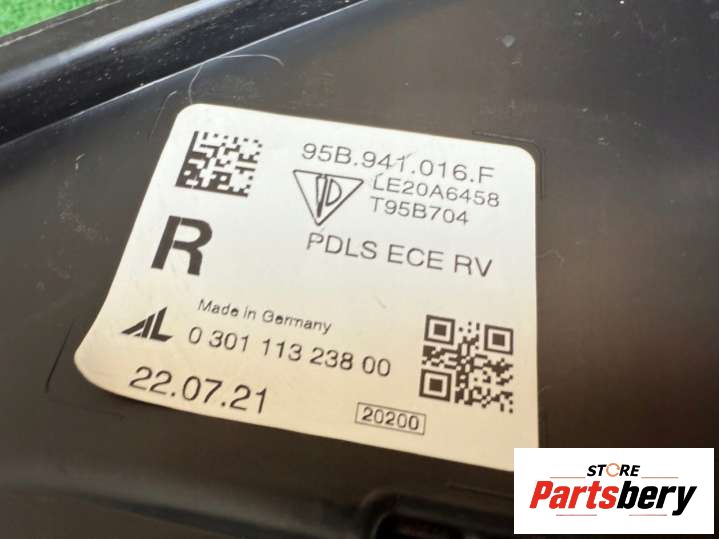 95B.941.016.F
LE20A6458
T95B704
R
PDLS ECE RV
Made in Germany
AL 0 301 113 238 00
22.07.21
20200
STORE
Partsbery